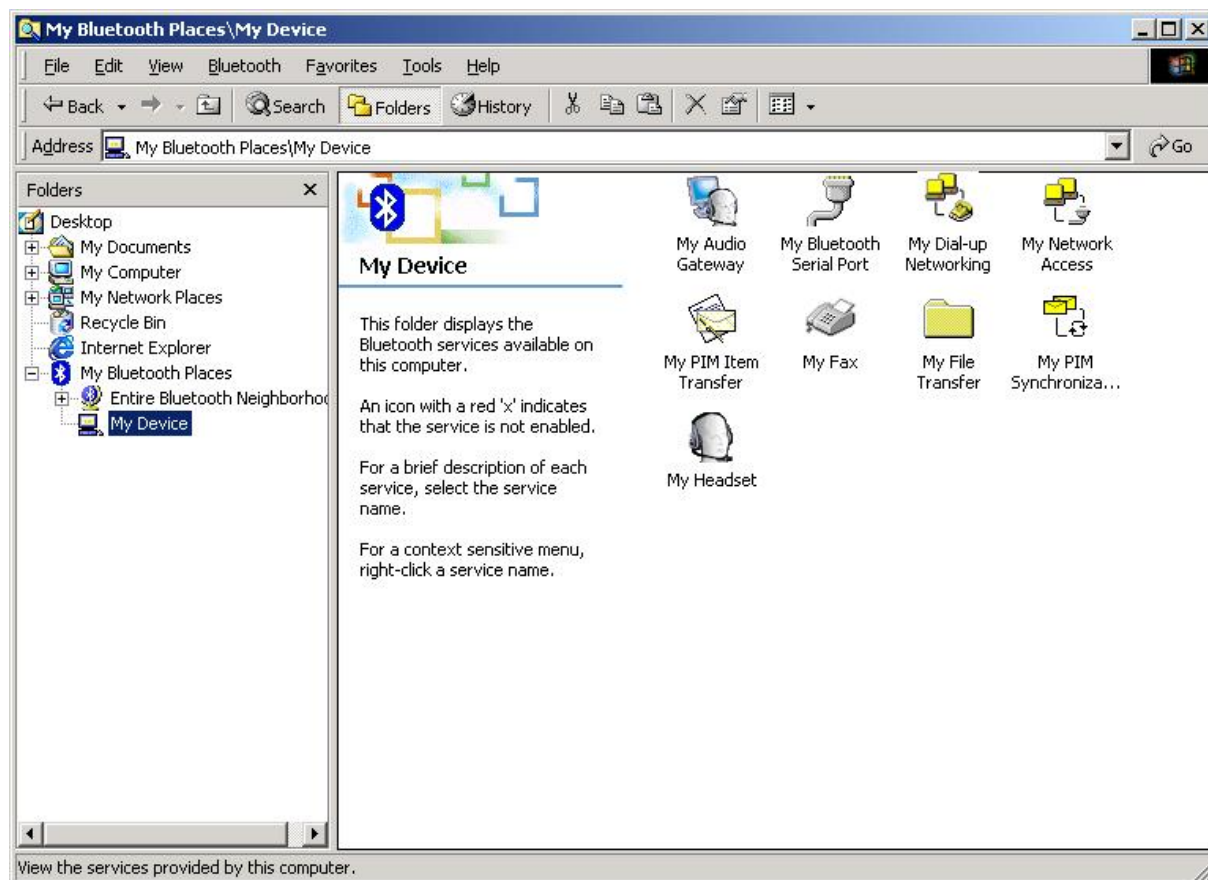 My Bluetooth Places\My Device
File Edit View Bluetooth Favorites Tools Help
Back Search Folders History
Address My Bluetooth Places\My Device Go
Folders
Desktop
My Documents
My Computer
My Network Places
Recycle Bin
Internet Explorer
My Bluetooth Places
Entire Bluetooth Neighborhoo
My Device
My Device
This folder displays the
Bluetooth services available on
this computer.
An icon with a red 'x' indicates
that the service is not enabled.
For a brief description of each
service, select the service
name.
For a context sensitive menu,
right-click a service name.
My Audio
Gateway
My Bluetooth
Serial Port
My Dial-up
Networking
My Network
Access
My PIM Item
Transfer
My Fax
My File
Transfer
My PIM
Synchroniza...
My Headset
View the services provided by this computer.